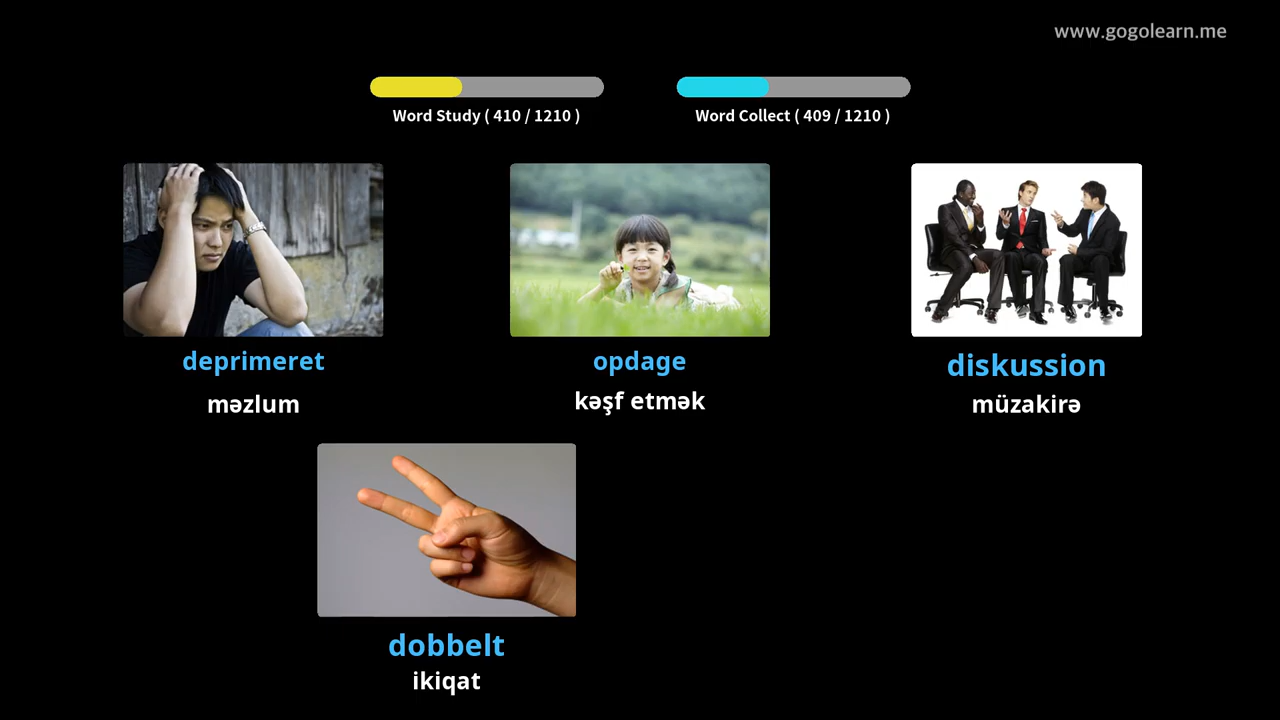 www.gogolearn.me
Word Study ( 410 / 1210 )
Word Collect ( 409 / 1210 )
deprimeret
məzlum
opdage
kəşf etmək
diskussion
müzakirə
dobbelt
ikiqat